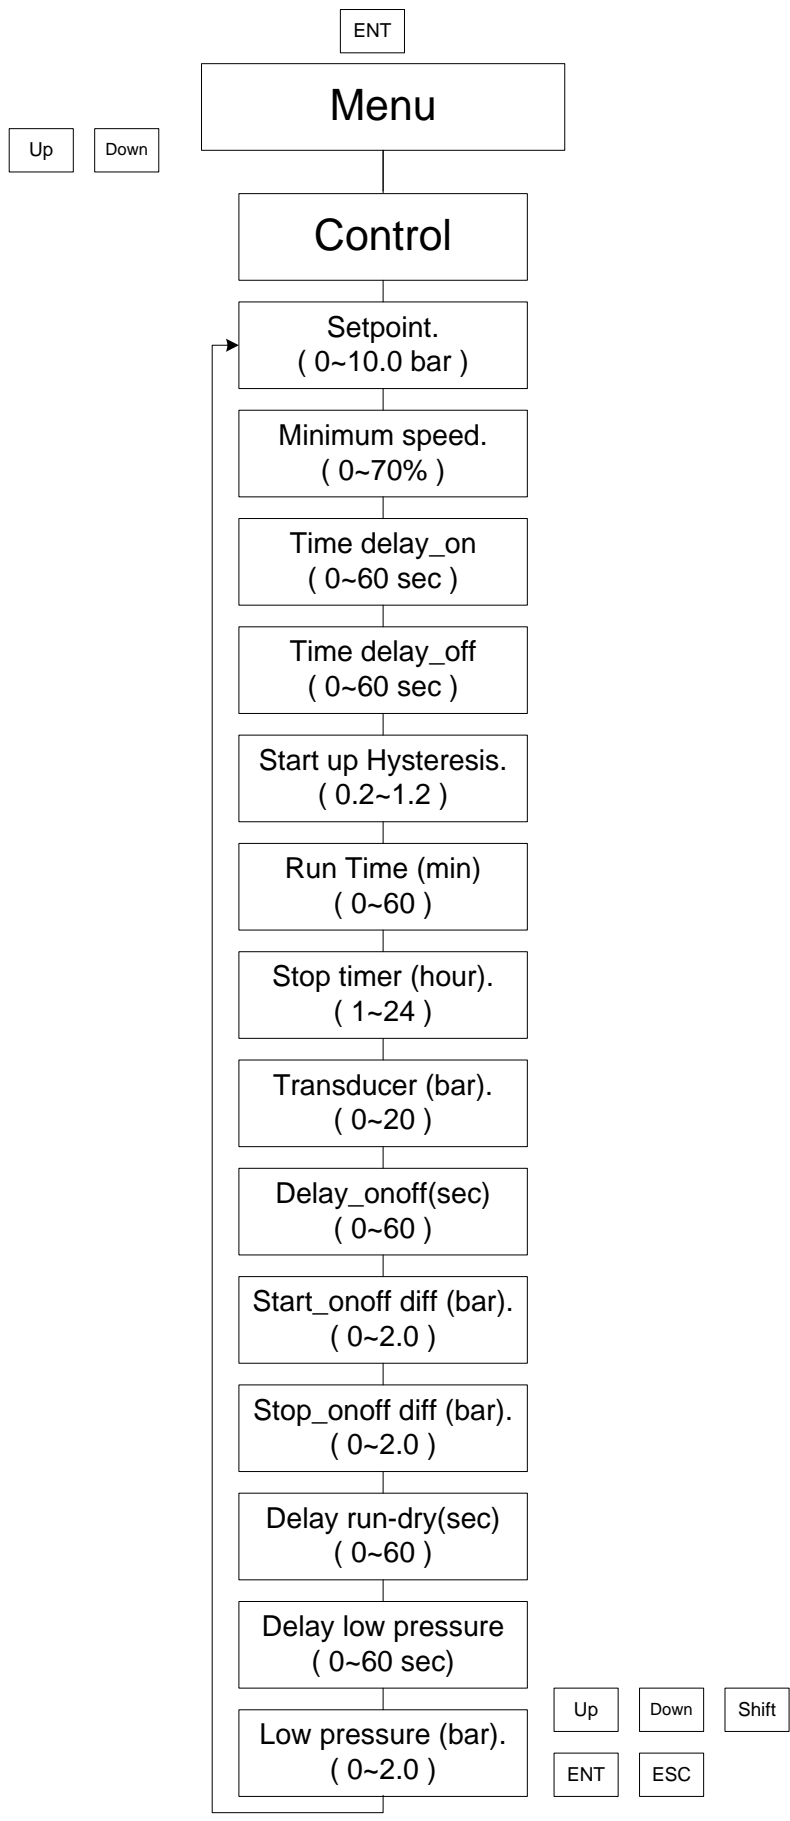 ENT
Menu
Up
Down
Control
Setpoint.
( 0~10.0 bar )
Minimum speed.
( 0~70% )
Time delay_on
( 0~60 sec )
Time delay_off
( 0~60 sec )
Start up Hysteresis.
( 0.2~1.2 )
Run Time (min)
( 0~60 )
Stop timer (hour).
( 1~24 )
Transducer (bar).
( 0~20 )
Delay_onoff(sec)
( 0~60 )
Start_onoff diff (bar).
( 0~2.0 )
Stop_onoff diff (bar).
( 0~2.0 )
Delay run-dry(sec)
( 0~60 )
Delay low pressure
( 0~60 sec)
Low pressure (bar).
( 0~2.0 )
Up
Down
Shift
ENT
ESC